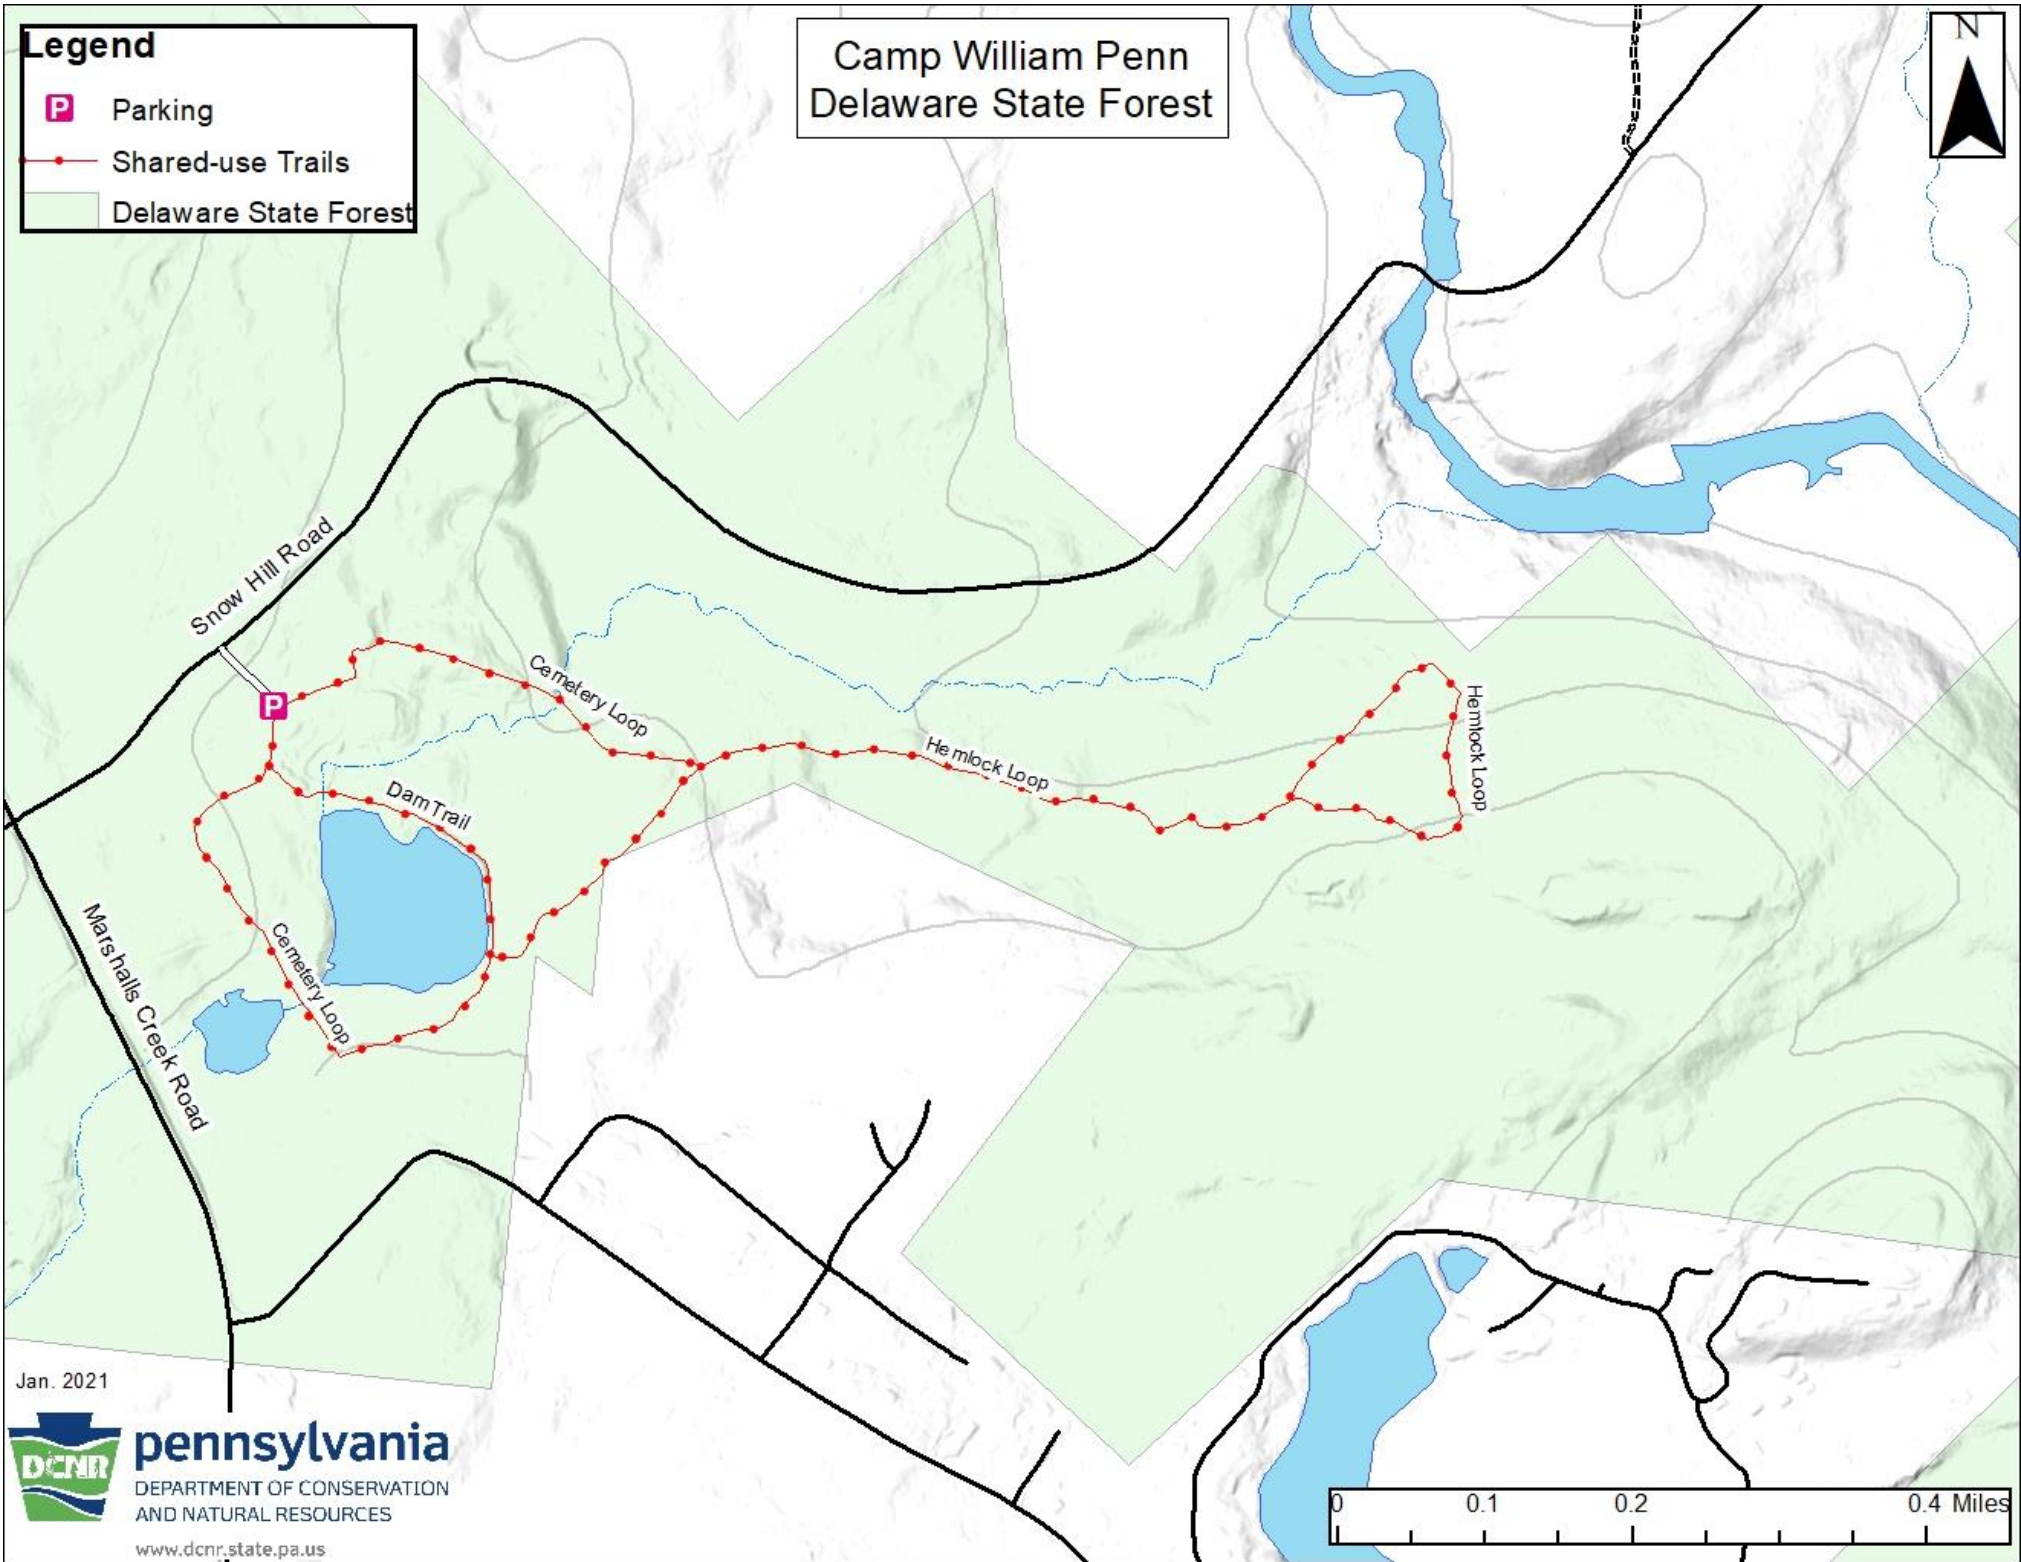 Legend
P Parking
Shared-use Trails
Delaware State Forest
Camp William Penn
Delaware State Forest
N
Snow Hill Road
P
Cemetery Loop
Hemlock Loop
Hemlock Loop
Dam Trail
Cemetery Loop
Marshalls Creek Road
Jan. 2021
DCNR
pennsylvania
DEPARTMENT OF CONSERVATION
AND NATURAL RESOURCES
www.dcnr.state.pa.us
0 0.1 0.2 0.4 Miles